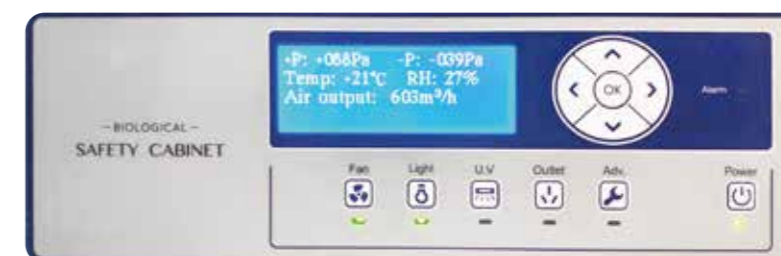 +P: +088Pa -P: -039Pa
Temp: +21°C RH: 27%
Air output: 603m³/h
OK
Alarm
– BIOLOGICAL –
SAFETY CABINET
Fan Light U.V Outlet Adv. Power